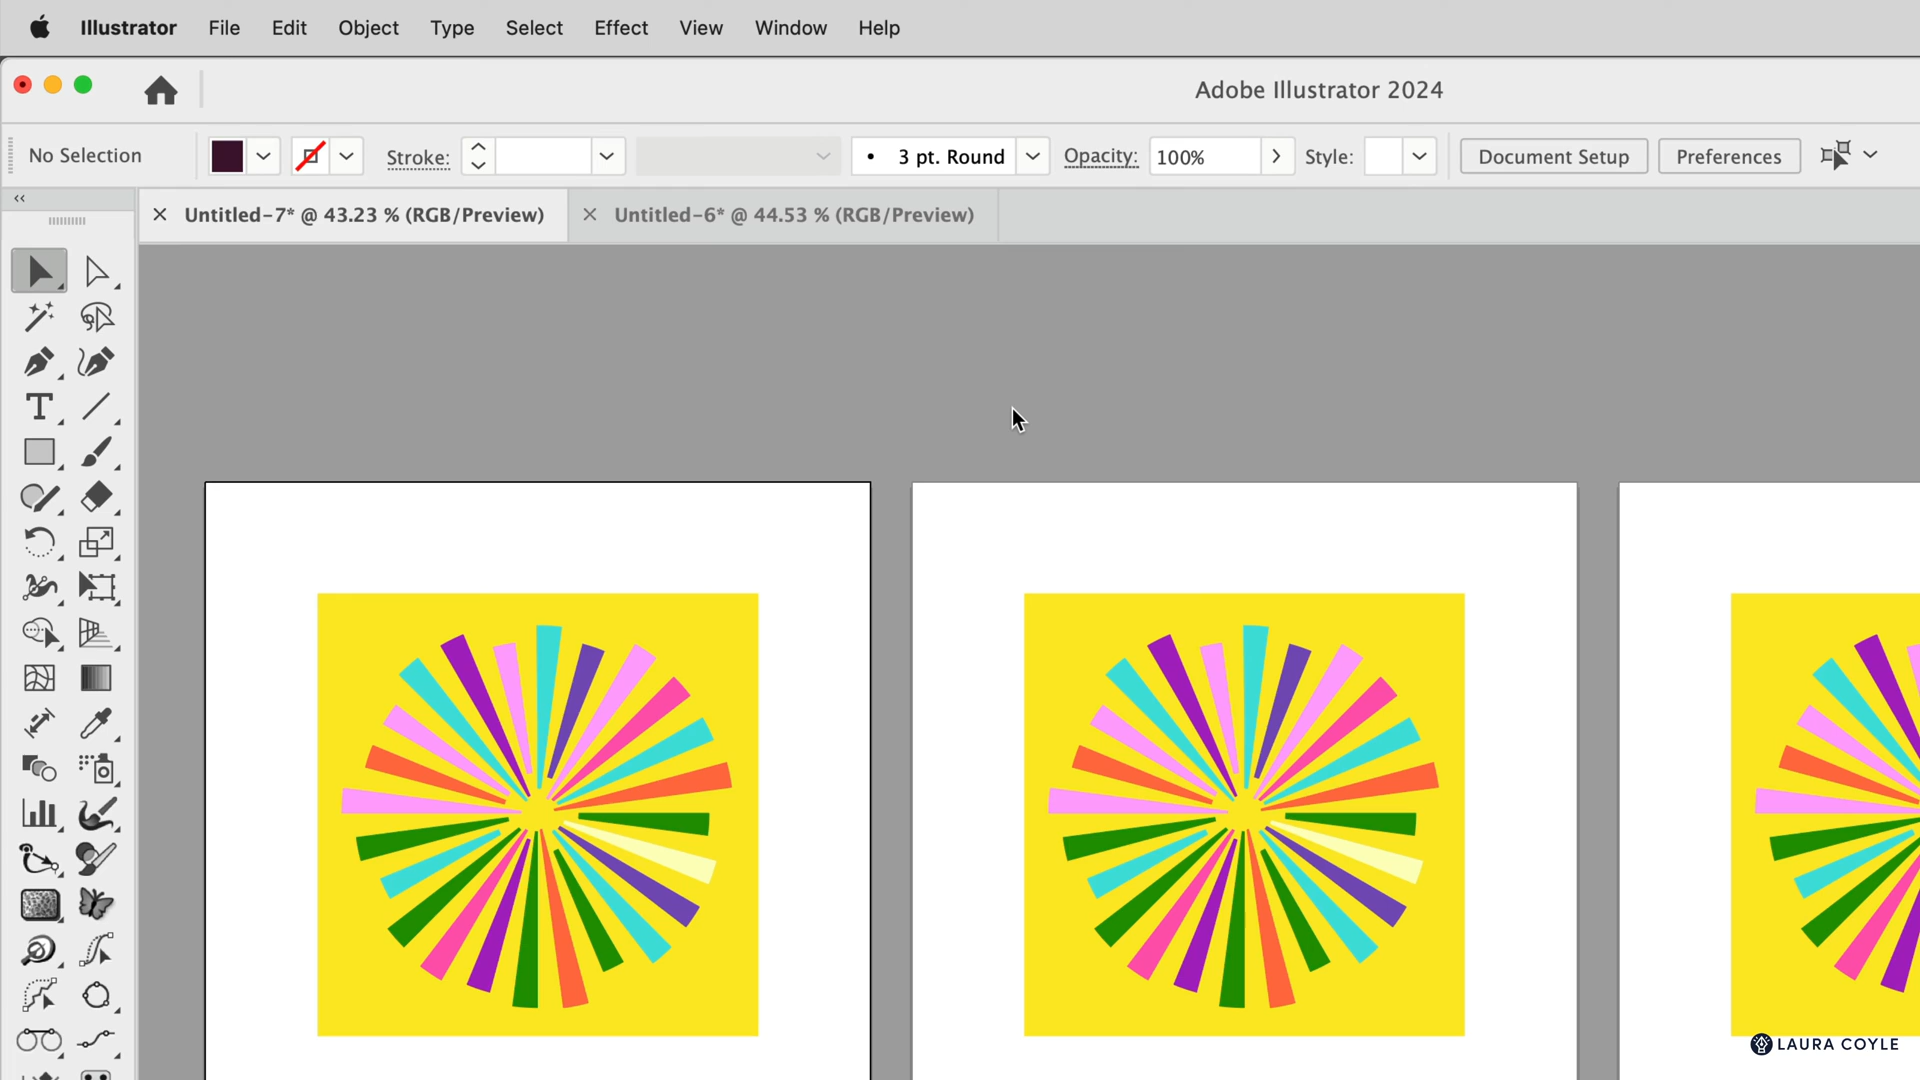 Illustrator File Edit Object Type Select Effect View Window Help
Adobe Illustrator 2024
No Selection Stroke: • 3 pt. Round Opacity: 100% Style: Document Setup Preferences
Untitled-7* @ 43.23 % (RGB/Preview) Untitled-6* @ 44.53 % (RGB/Preview)
LAURA COYLE